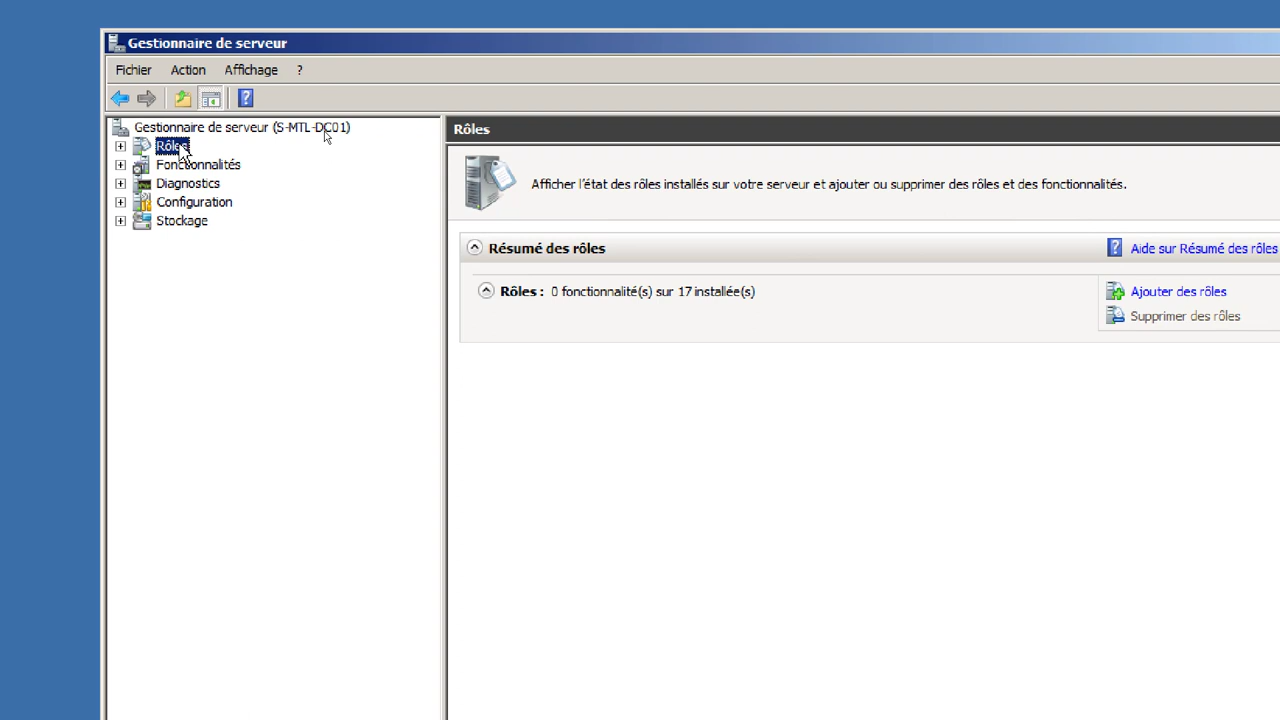 Gestionnaire de serveur
Fichier Action Affichage ?
Gestionnaire de serveur (S-MTL-DC01)
Rôles
Fonctionnalités
Diagnostics
Configuration
Stockage
Rôles
Afficher l'état des rôles installés sur votre serveur et ajouter ou supprimer des rôles et des fonctionnalités.
Résumé des rôles
Aide sur Résumé des rôles
Rôles : 0 fonctionnalité(s) sur 17 installée(s)
Ajouter des rôles
Supprimer des rôles